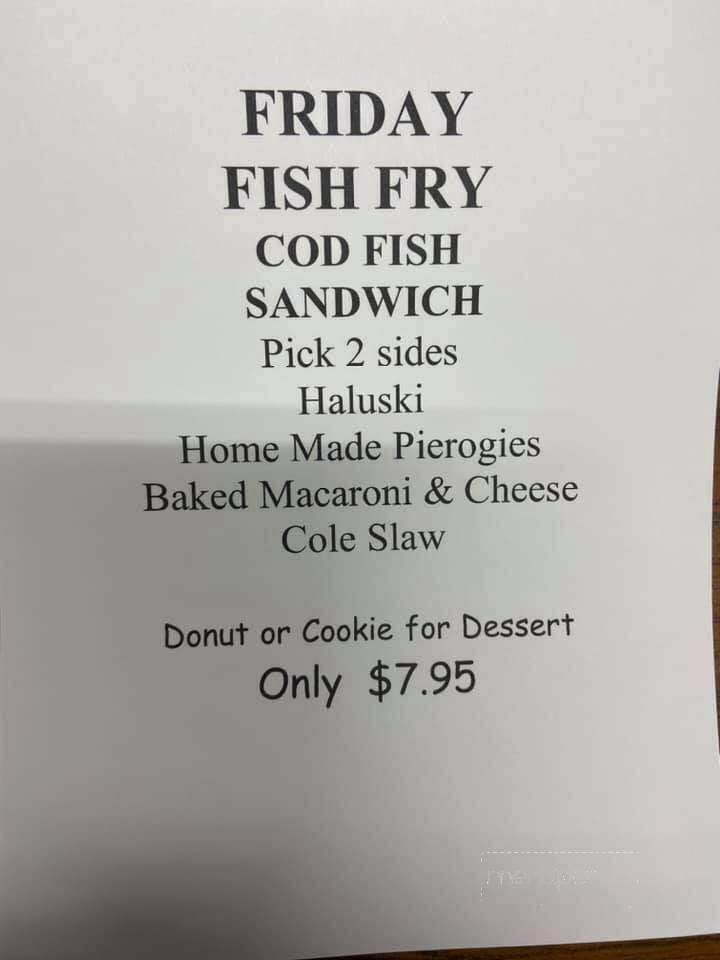 FRIDAY
FISH FRY
COD FISH
SANDWICH
Pick 2 sides
Haluski
Home Made Pierogies
Baked Macaroni & Cheese
Cole Slaw
Donut or Cookie for Dessert
Only $7.95